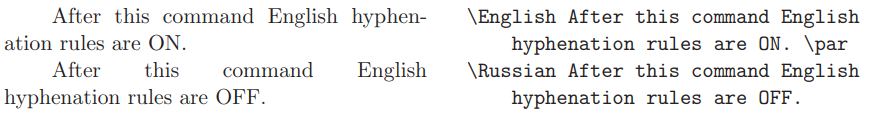 After this command English hyphen-
ation rules are ON.
After this command English
hyphenation rules are OFF.
\English After this command English
hyphenation rules are ON. \par
\Russian After this command English
hyphenation rules are OFF.